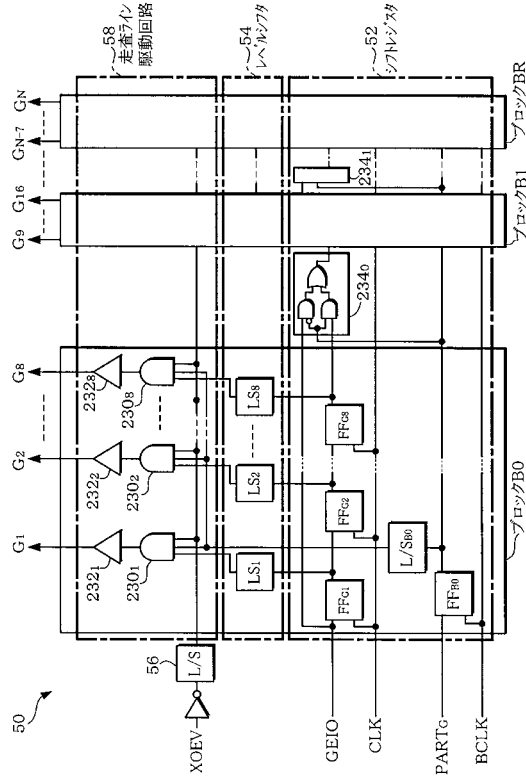 50
G1
G2
G8
G9
G16
GN-7
GN
58
走査ライン
駆動回路
2321
2322
2328
2301
2302
2308
56
L/S
XOEV
54
レベルシフタ
LS1
LS2
LS8
52
シフトレジスタ
2340
2341
GEIO
FFG1
FFG2
FFG8
CLK
L/SB0
PARTG
FFB0
BCLK
ブロックB0
ブロックB1
ブロックBR